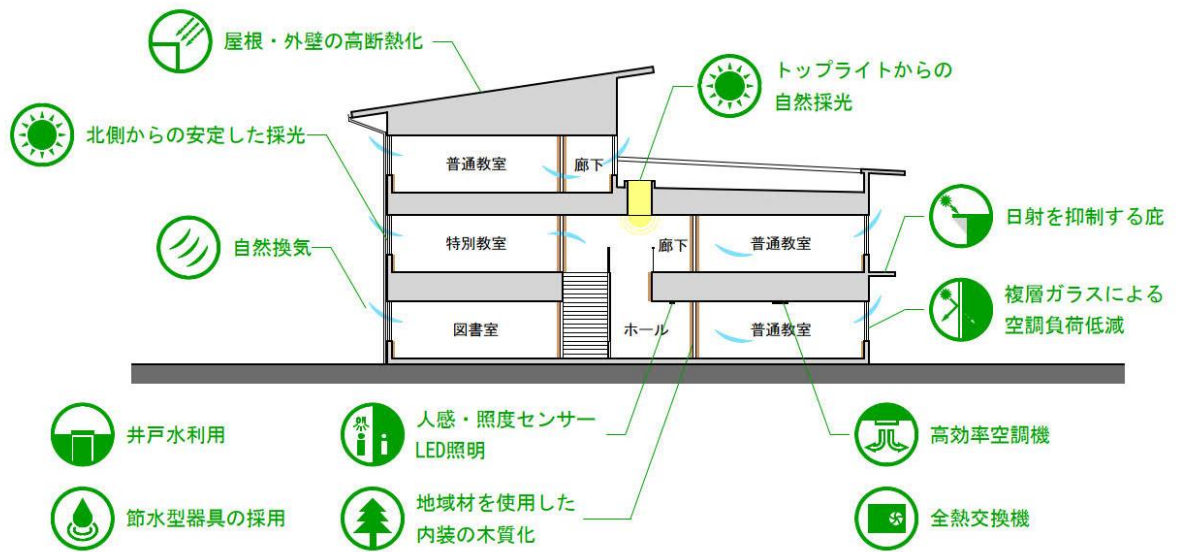 屋根・外壁の高断熱化
トップライトからの
自然採光
北側からの安定した採光
普通教室
廊下
日射を抑制する庇
自然換気
特別教室
廊下
普通教室
複層ガラスによる
空調負荷低減
図書室
ホール
普通教室
井戸水利用
人感・照度センサー
LED照明
高効率空調機
節水型器具の採用
地域材を使用した
内装の木質化
全熱交換機